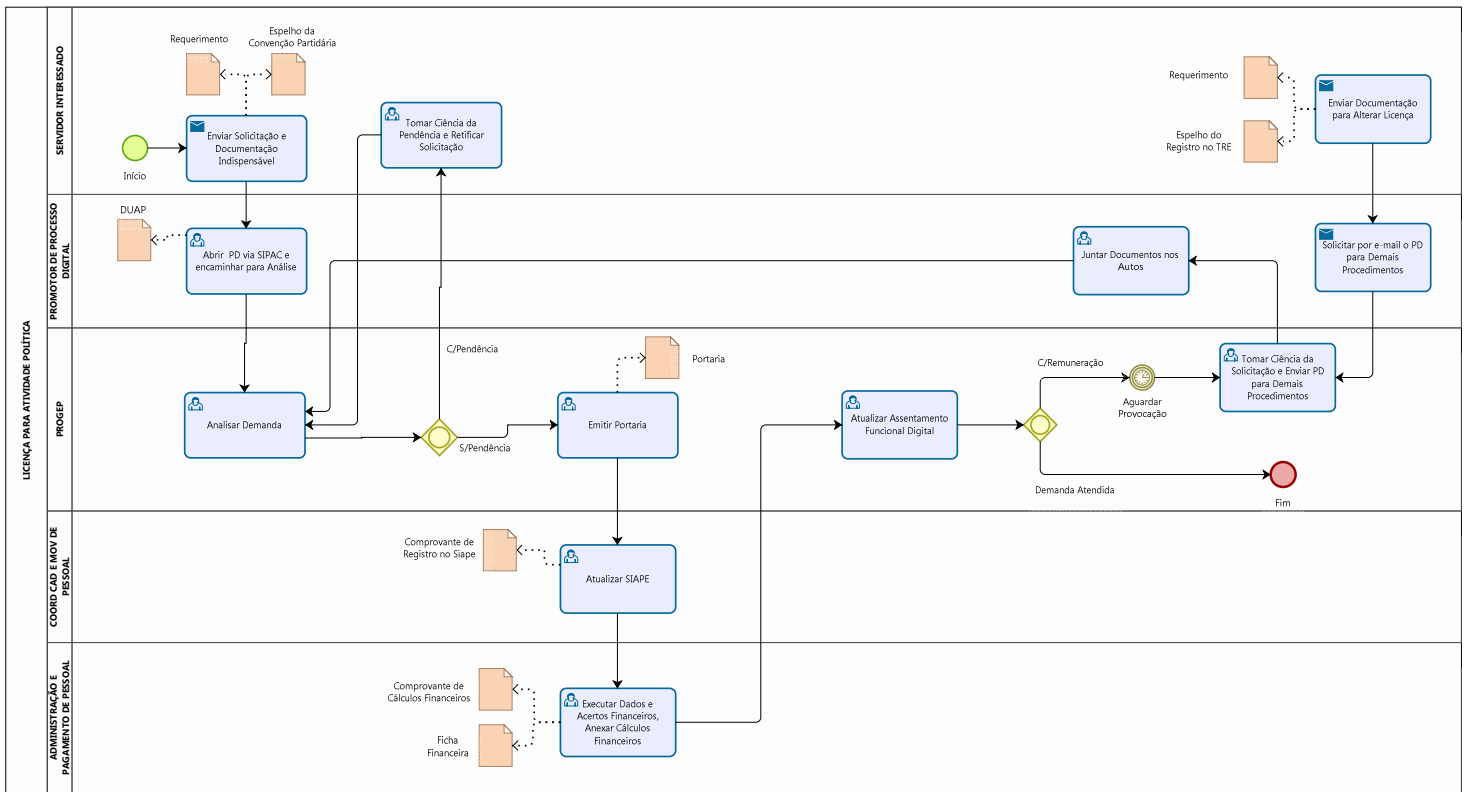 LICENÇA PARA ATIVIDADE POLÍTICA
SERVIDOR INTERESSADO
Requerimento
Espelho da
Convenção Partidária
Início
Enviar Solicitação e
Documentação
Indispensável
Tomar Ciência da
Pendência e Retificar
Solicitação
Requerimento
Espelho do
Registro no TRE
Enviar Documentação
para Alterar Licença
PROMOTOR DE PROCESSO
DIGITAL
DUAP
Abrir PD via SIPAC e
encaminhar para Análise
Juntar Documentos nos
Autos
Solicitar por e-mail o PD
para Demais
Procedimentos
PROGEP
Analisar Demanda
C/Pendência
S/Pendência
Portaria
Emitir Portaria
Atualizar Assentamento
Funcional Digital
C/Remuneração
Aguardar
Provocação
Tomar Ciência da
Solicitação e Enviar PD
para Demais
Procedimentos
Demanda Atendida
Fim
COORD CAD E MOV DE
PESSOAL
Comprovante de
Registro no Siape
Atualizar SIAPE
ADMINISTRAÇÃO E
PAGAMENTO DE PESSOAL
Comprovante de
Cálculos Financeiros
Ficha
Financeira
Executar Dados e
Acertos Financeiros,
Anexar Cálculos
Financeiros